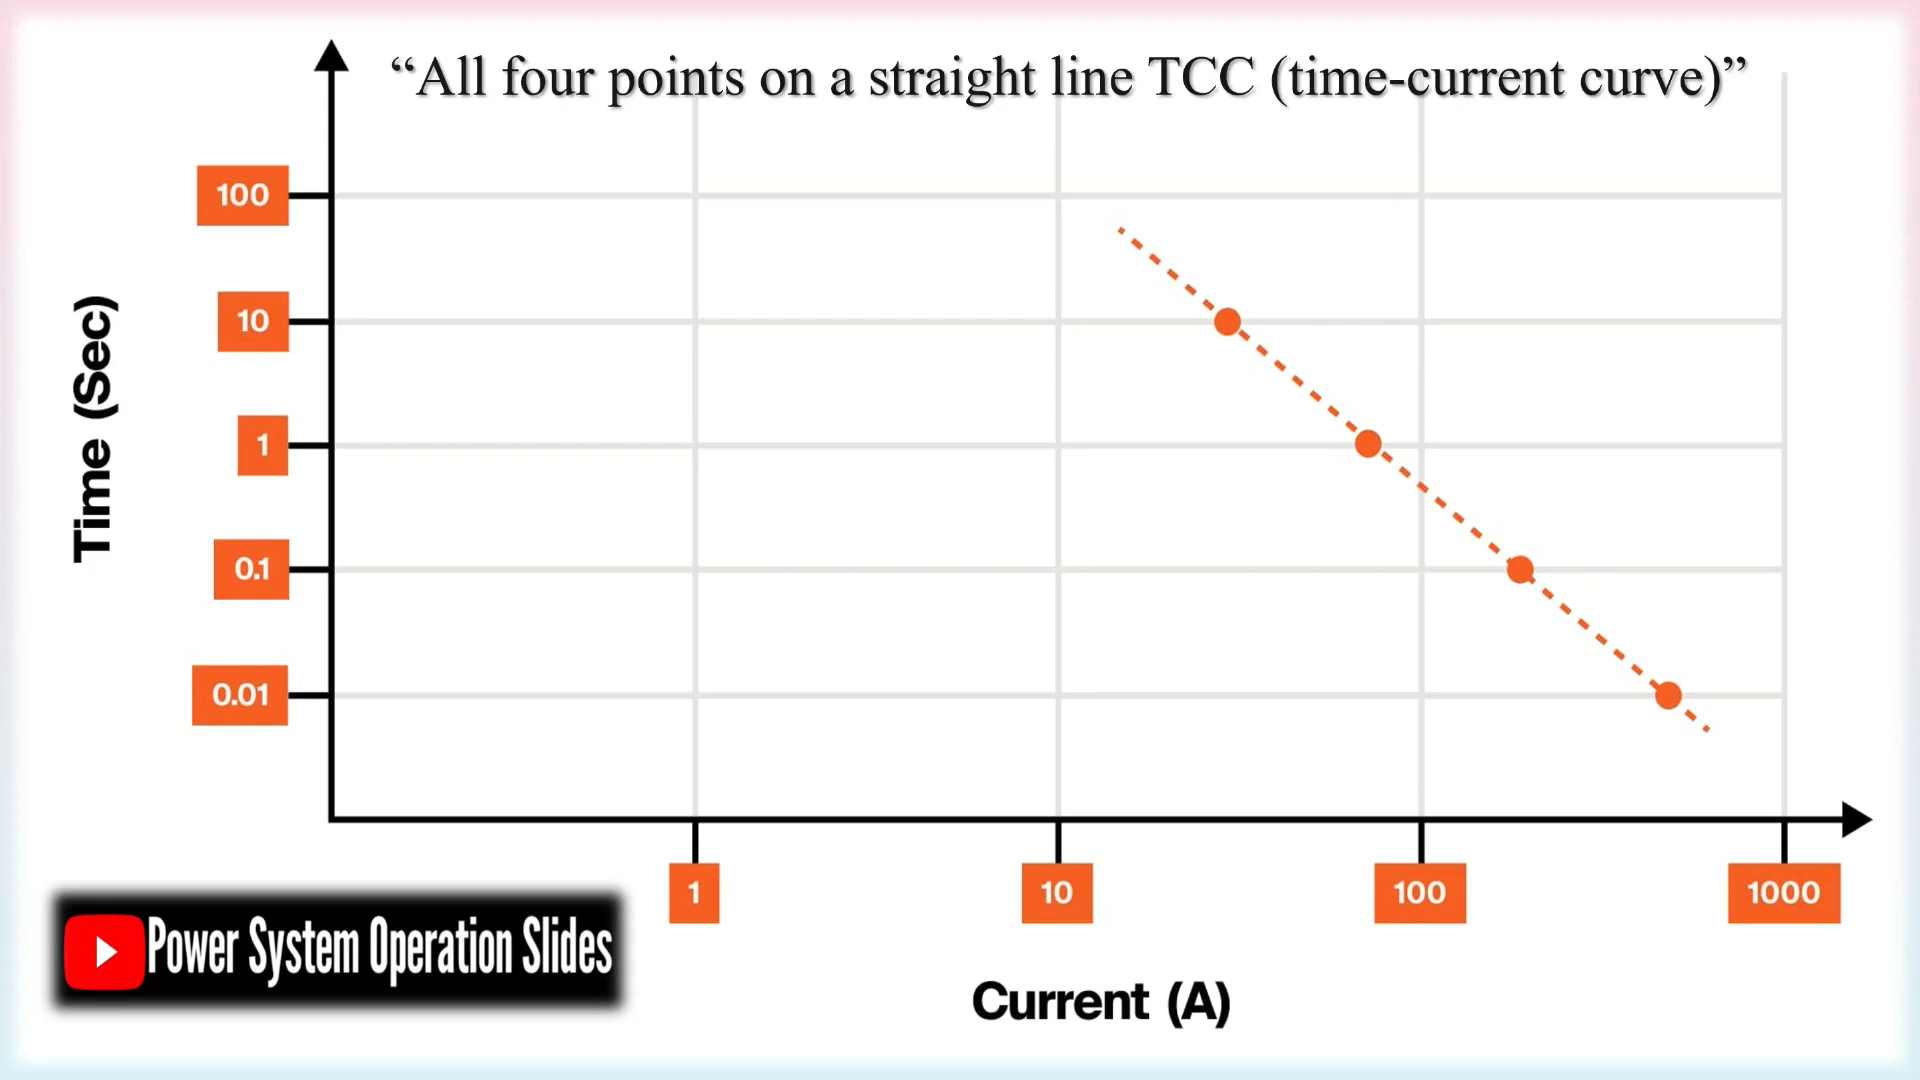 “All four points on a straight line TCC (time-current curve)”
100
10
1
0.1
0.01
Time (Sec)
1
10
100
1000
Current (A)
Power System Operation Slides